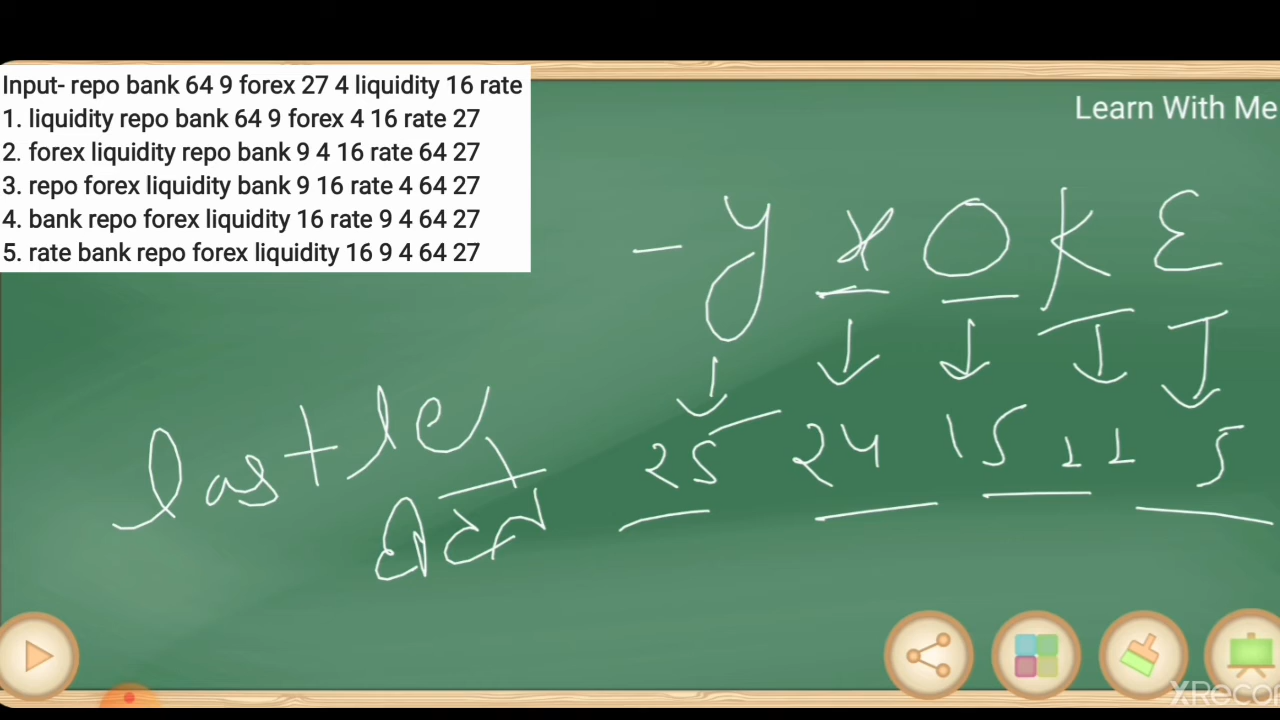 Input- repo bank 64 9 forex 27 4 liquidity 16 rate
1. liquidity repo bank 64 9 forex 4 16 rate 27
2. forex liquidity repo bank 9 4 16 rate 64 27
3. repo forex liquidity bank 9 16 rate 4 64 27
4. bank repo forex liquidity 16 rate 9 4 64 27
5. rate bank repo forex liquidity 16 9 4 64 27
Learn With Me
- y x O K E
25 24 15 11 5
last le
XRecor